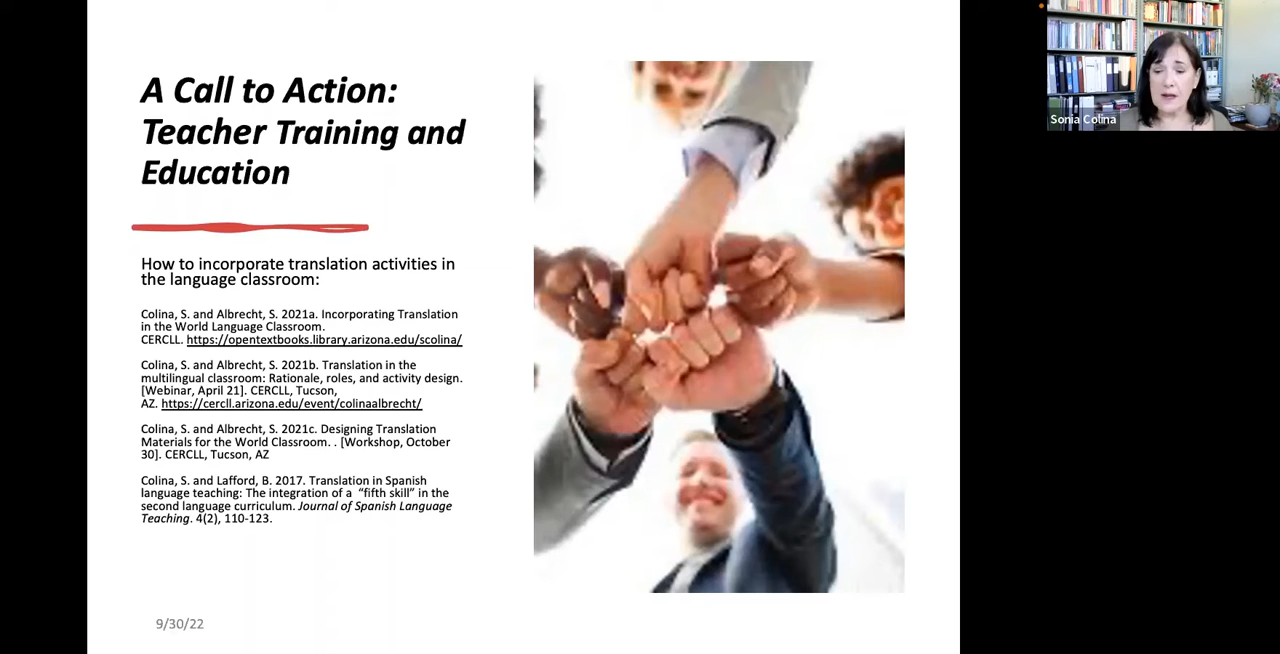 A Call to Action:
Teacher Training and
Education
How to incorporate translation activities in
the language classroom:
Colina, S. and Albrecht, S. 2021a. Incorporating Translation
in the World Language Classroom.
CERCLL. https://opentextbooks.library.arizona.edu/scolina/
Colina, S. and Albrecht, S. 2021b. Translation in the
multilingual classroom: Rationale, roles, and activity design.
[Webinar, April 21]. CERCLL, Tucson,
AZ. https://cercll.arizona.edu/event/colinaalbrecht/
Colina, S. and Albrecht, S. 2021c. Designing Translation
Materials for the World Classroom. . [Workshop, October
30]. CERCLL, Tucson, AZ
Colina, S. and Lafford, B. 2017. Translation in Spanish
language teaching: The integration of a “fifth skill” in the
second language curriculum. Journal of Spanish Language
Teaching. 4(2), 110-123.
9/30/22
Sonia Colina